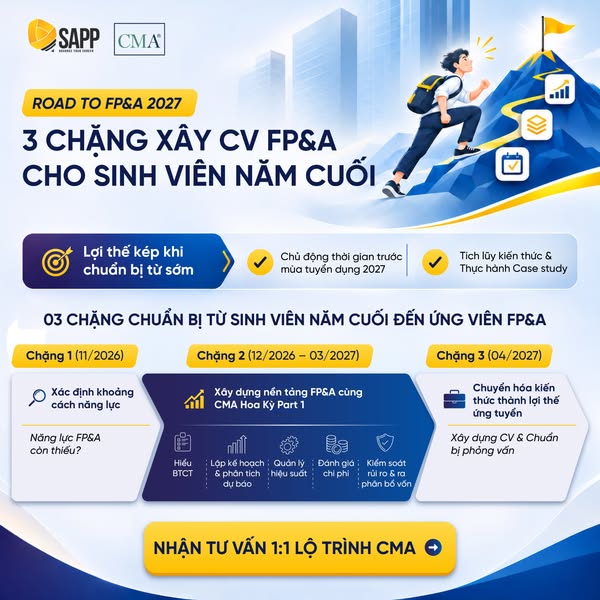 SAPP
ADVANCE YOUR CAREER
CMA®
ROAD TO FP&A 2027
3 CHẶNG XÂY CV FP&A
CHO SINH VIÊN NĂM CUỐI
Lợi thế kép khi
chuẩn bị từ sớm
Chủ động thời gian trước
mùa tuyển dụng 2027
Tích lũy kiến thức &
Thực hành Case study
03 CHẶNG CHUẨN BỊ TỪ SINH VIÊN NĂM CUỐI ĐẾN ỨNG VIÊN FP&A
Chặng 1 (11/2026)
Xác định khoảng
cách năng lực
Năng lực FP&A
còn thiếu?
Chặng 2 (12/2026 – 03/2027)
Xây dựng nền tảng FP&A cùng
CMA Hoa Kỳ Part 1
Hiểu
BTCT
Lập kế hoạch
& phân tích
dự báo
Quản lý
hiệu suất
Đánh giá
chi phí
Kiểm soát
rủi ro & ra
phân bổ vốn
Chặng 3 (04/2027)
Chuyển hóa kiến
thức thành lợi thế
ứng tuyển
Xây dựng CV & Chuẩn
bị phỏng vấn
NHẬN TƯ VẤN 1:1 LỘ TRÌNH CMA